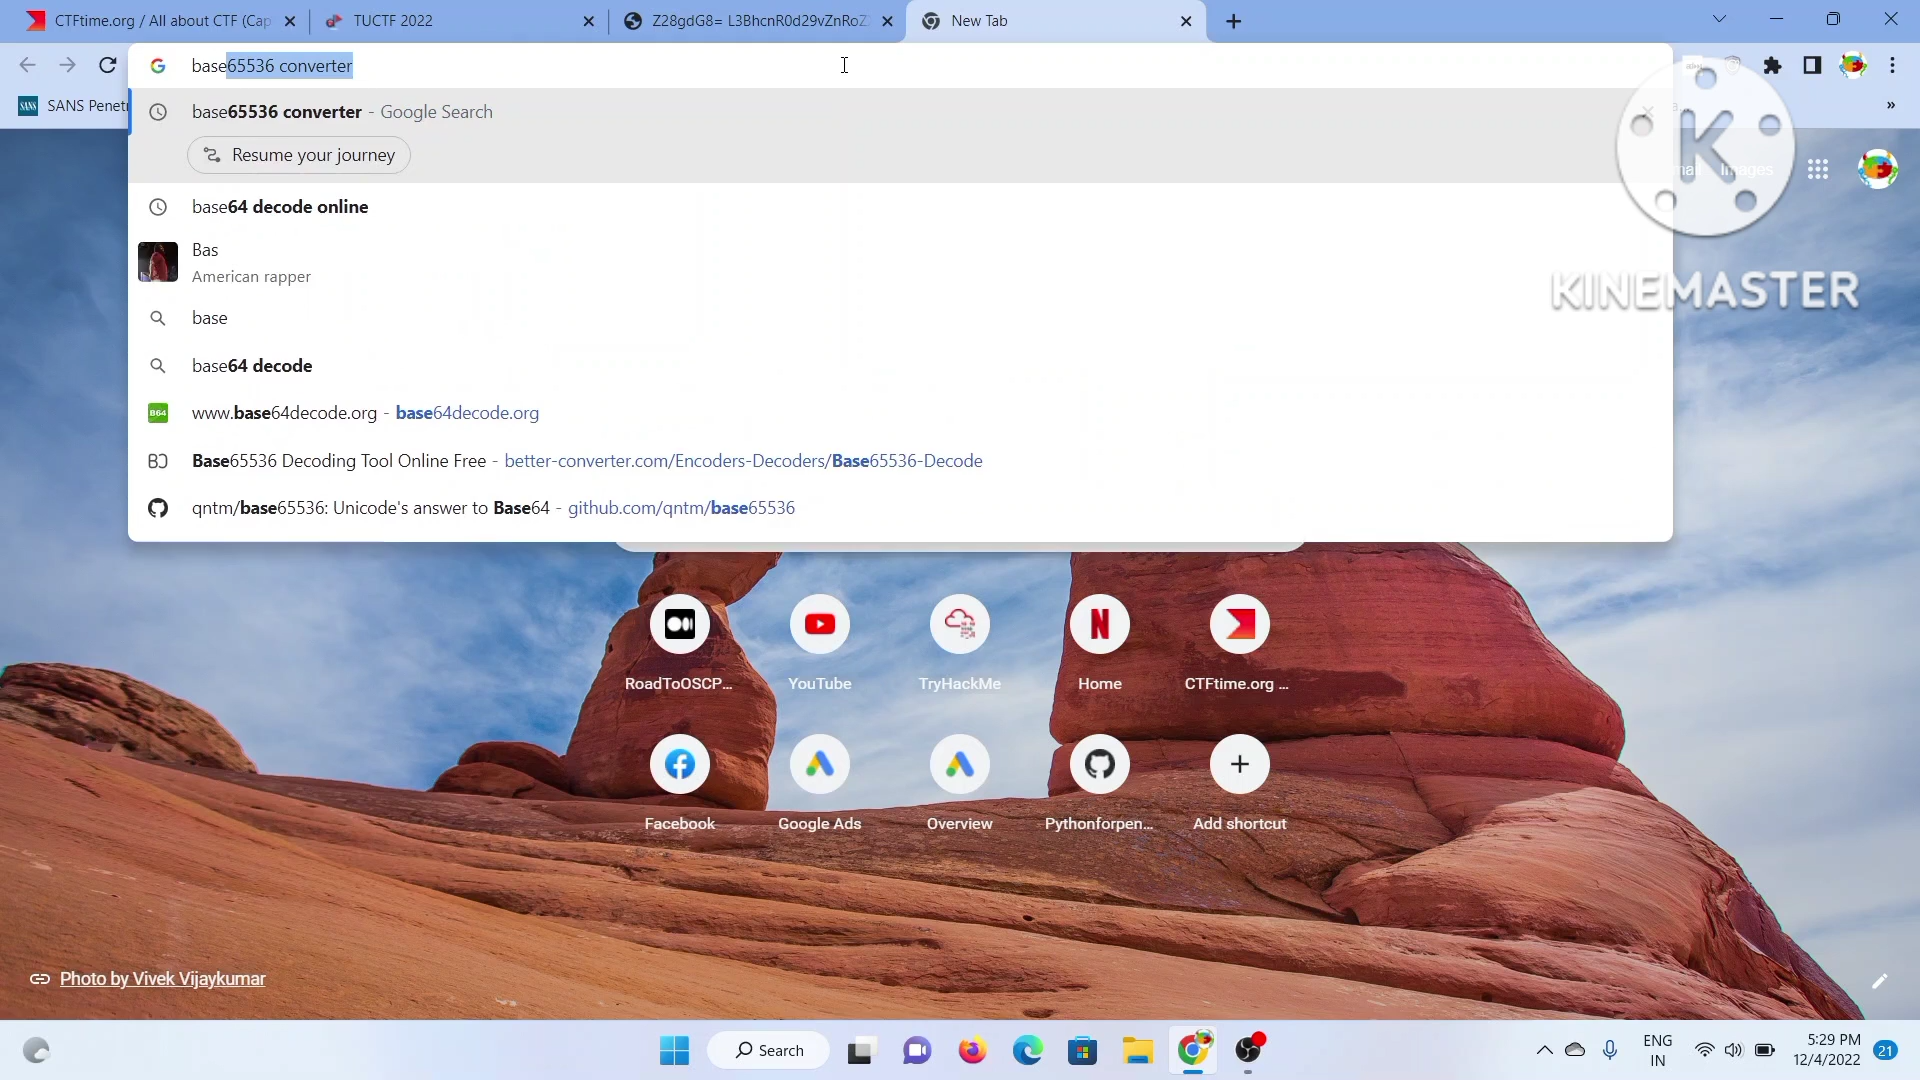 CTFtime.org / All about CTF (Cap
TUCTF 2022
Z28gdG8= L3BhcnR0d29vZnRoZ
New Tab
base65536 converter
SANS Penetr
»
base65536 converter - Google Search
Resume your journey
base64 decode online
Bas
American rapper
base
base64 decode
B64 www.base64decode.org - base64decode.org
Base65536 Decoding Tool Online Free - better-converter.com/Encoders-Decoders/Base65536-Decode
qntm/base65536: Unicode's answer to Base64 - github.com/qntm/base65536
Images
K
KINEMASTER
RoadToOSCP...
YouTube
TryHackMe
Home
CTFtime.org ...
Facebook
Google Ads
Overview
Pythonforpen...
Add shortcut
Photo by Vivek Vijaykumar
Search
ENG
IN
5:29 PM
12/4/2022
21